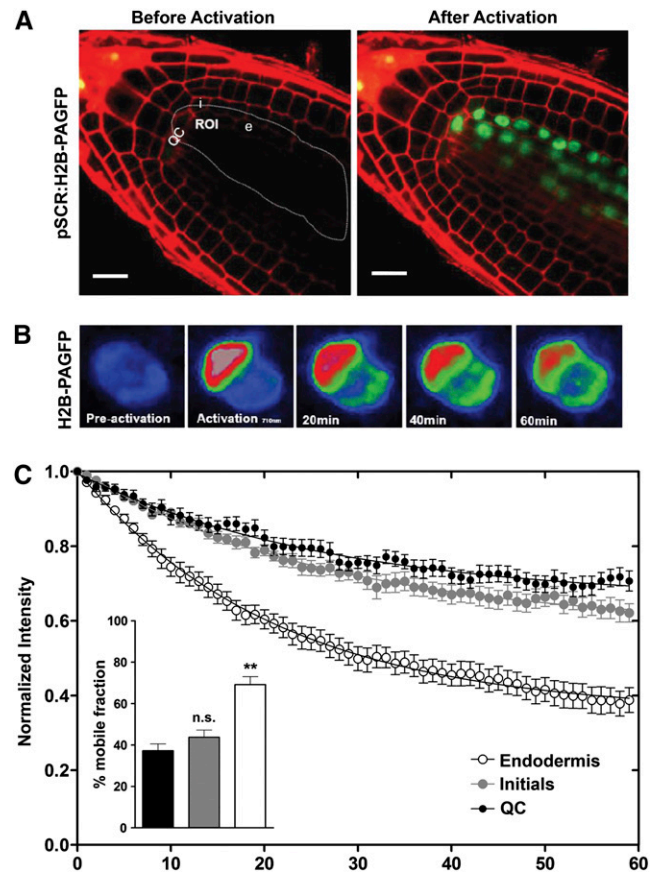 A
Before Activation
After Activation
pSCR:H2B-PAGFP
i
ROI
e
QC
B
H2B-PAGFP
Pre-activation
Activation 710nm
20min
40min
60min
C
Normalized Intensity
1.0
0.8
0.6
0.4
0.2
0.0
0 10 20 30 40 50 60
% mobile fraction
100
80
60
40
20
0
n.s.
**
Endodermis
Initials
QC